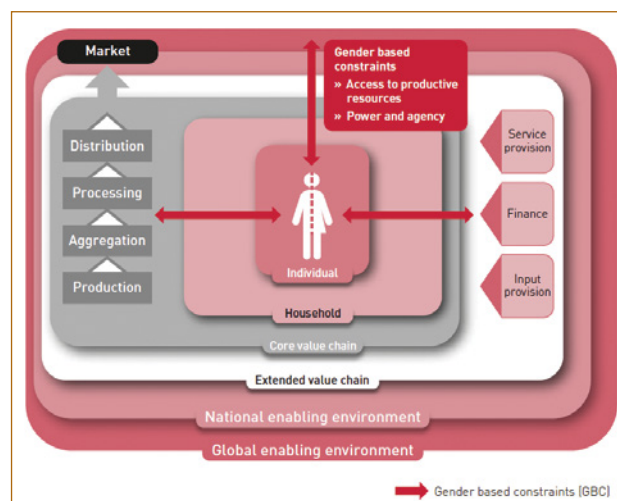 Market
Gender based
constraints
» Access to productive
resources
» Power and agency
Distribution
Processing
Aggregation
Production
Service
provision
Finance
Input
provision
Individual
Household
Core value chain
Extended value chain
National enabling environment
Global enabling environment
Gender based constraints (GBC)